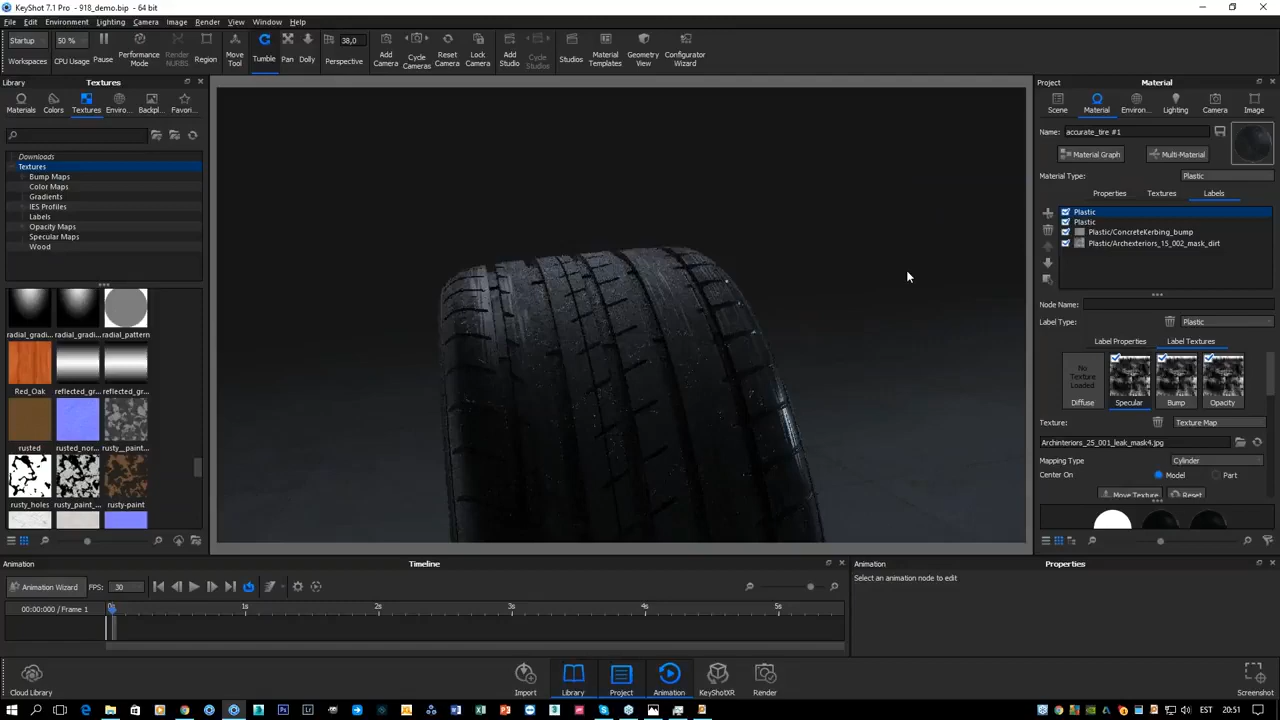 KeyShot 7.1 Pro - 918_demo.bip - 64 bit
File Edit Environment Lighting Camera Image Render View Window Help
Startup 50 % 38,0
Workspaces CPU Usage Pause Performance Mode Render NURBS Region Move Tool Tumble Pan Dolly Perspective Add Camera Cycle Cameras Reset Camera Lock Camera Add Studio Cycle Studios Studios Material Templates Geometry View Configurator Wizard
Library Textures
Materials Colors Textures Enviro... Backpl... Favori...
Downloads
Textures
Bump Maps
Color Maps
Gradients
IES Profiles
Labels
Opacity Maps
Specular Maps
Wood
radial_gradi... radial_gradi... radial_pattern
Red_Oak reflected_gr... reflected_gr...
rusted rusted_nor... rusty__paint...
rusty_holes rusty_paint_... rusty-paint
Project Material
Scene Material Environ... Lighting Camera Image
Name: accurate_tire #1
Material Graph Multi-Material
Material Type: Plastic
Properties Textures Labels
Plastic
Plastic
Plastic/ConcreteKerbing_bump
Plastic/Archexteriors_15_002_mask_dirt
Node Name:
Label Type: Plastic
Label Properties Label Textures
No Texture Loaded
Diffuse Specular Bump Opacity
Texture: Texture Map
Archinteriors_25_001_leak_mask4.jpg
Mapping Type Cylinder
Center On Model Part
Move Texture Reset
Animation Timeline
Animation Wizard FPS: 30
00:00:000 / Frame 1 0s 1s 2s 3s 4s 5s
Animation Properties
Select an animation node to edit
Cloud Library Import Library Project Animation KeyShotXR Render Screenshot
EST 20:51